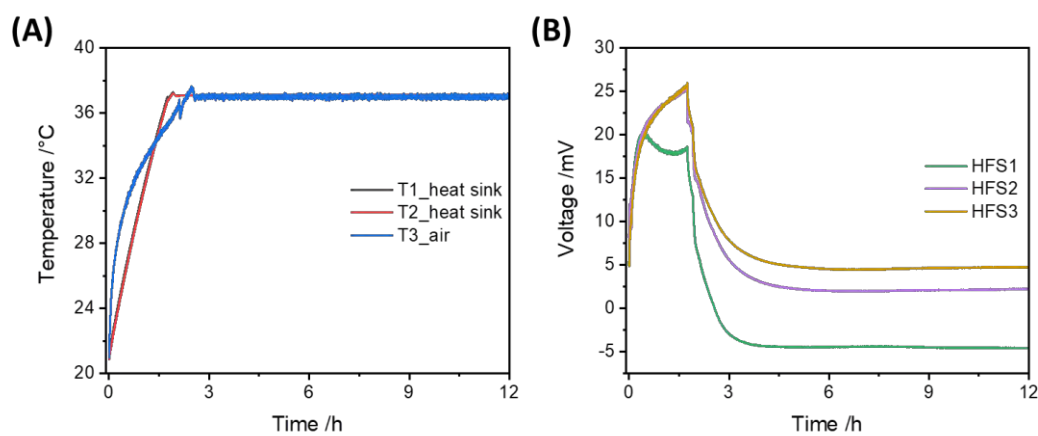 (A)
40
36
32
28
24
20
Temperature /°C
T1_heat sink
T2_heat sink
T3_air
0
3
6
9
12
Time /h
(B)
30
25
20
15
10
5
0
-5
Voltage /mV
HFS1
HFS2
HFS3
0
3
6
9
12
Time /h